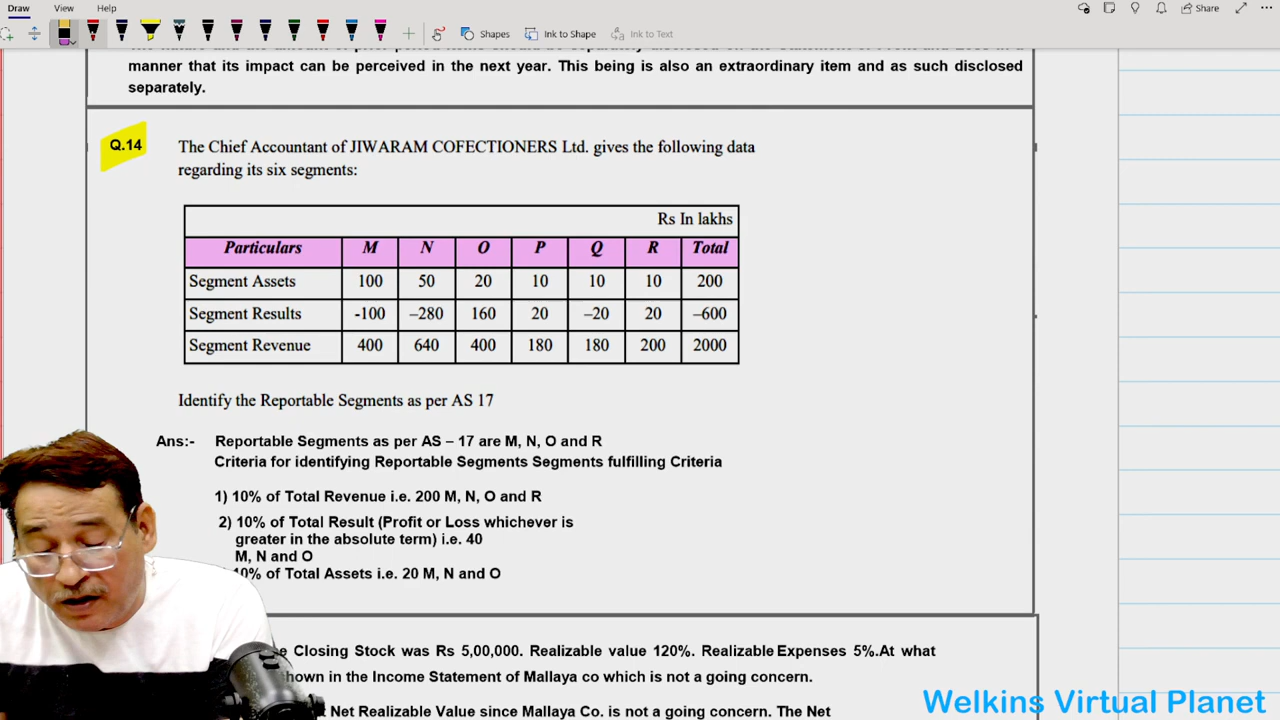 Draw View Help
Shapes Ink to Shape Ink to Text Share
manner that its impact can be perceived in the next year. This being is also an extraordinary item and as such disclosed
separately.
Q.14 The Chief Accountant of JIWARAM COFECTIONERS Ltd. gives the following data
regarding its six segments:
Rs In lakhs
Particulars M N O P Q R Total
Segment Assets 100 50 20 10 10 10 200
Segment Results -100 –280 160 20 –20 20 –600
Segment Revenue 400 640 400 180 180 200 2000
Identify the Reportable Segments as per AS 17
Ans:- Reportable Segments as per AS – 17 are M, N, O and R
Criteria for identifying Reportable Segments Segments fulfilling Criteria
1) 10% of Total Revenue i.e. 200 M, N, O and R
2) 10% of Total Result (Profit or Loss whichever is
greater in the absolute term) i.e. 40
M, N and O
10% of Total Assets i.e. 20 M, N and O
Closing Stock was Rs 5,00,000. Realizable value 120%. Realizable Expenses 5%.At what
in the Income Statement of Mallaya co which is not a going concern.
Net Realizable Value since Mallaya Co. is not a going concern. The Net
Welkins Virtual Planet